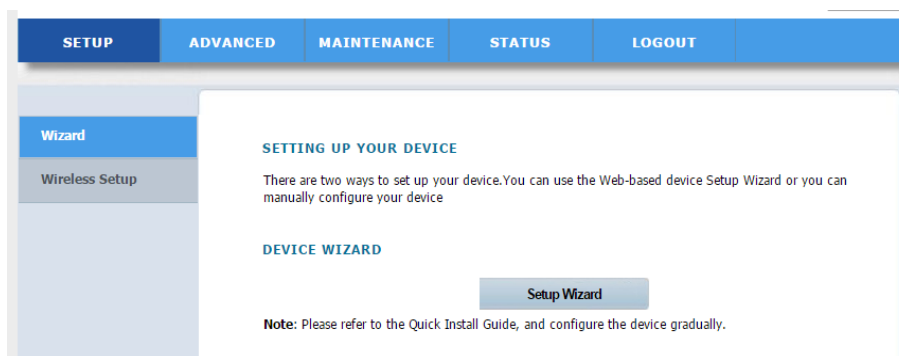 SETUP ADVANCED MAINTENANCE STATUS LOGOUT
Wizard
Wireless Setup
SETTING UP YOUR DEVICE
There are two ways to set up your device.You can use the Web-based device Setup Wizard or you can
manually configure your device
DEVICE WIZARD
Setup Wizard
Note: Please refer to the Quick Install Guide, and configure the device gradually.